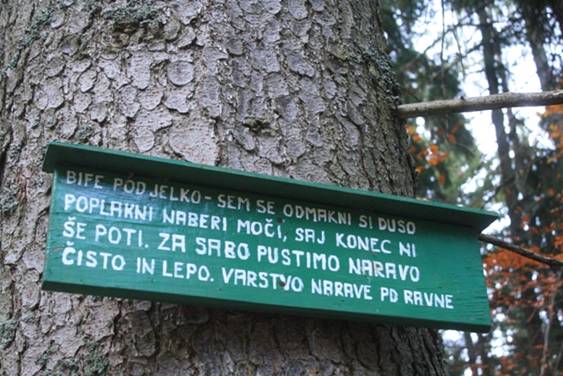 BIFE POD JELKO - SEM SE ODMAKNI SI DUŠO
POPLAKNI NABERI MOČI, SAJ KONEC NI
ŠE POTI. ZA SABO PUSTIMO NARAVO
ČISTO IN LEPO. VARSTVO NARAVE PD RAVNE